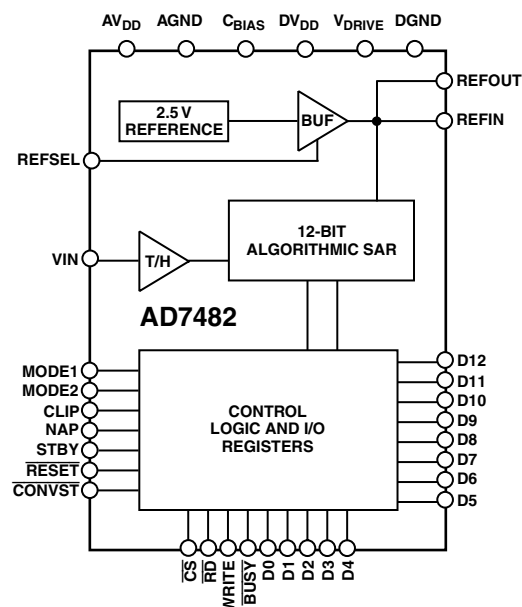 AVDD AGND CBIAS DVDD VDRIVE DGND
REFOUT
2.5 V
REFERENCE
BUF
REFIN
REFSEL
12-BIT
ALGORITHMIC SAR
VIN
T/H
AD7482
MODE1
MODE2
CLIP
NAP
STBY
RESET
CONVST
CONTROL
LOGIC AND I/O
REGISTERS
D12
D11
D10
D9
D8
D7
D6
D5
CS
RD
WRITE
BUSY
D0
D1
D2
D3
D4